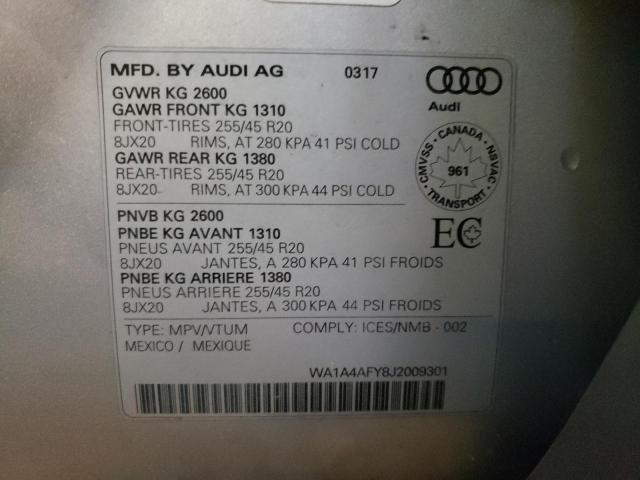 MFD. BY AUDI AG 0317
Audi
GVWR KG 2600
GAWR FRONT KG 1310
FRONT-TIRES 255/45 R20
8JX20 RIMS, AT 280 KPA 41 PSI COLD
GAWR REAR KG 1380
REAR-TIRES 255/45 R20
8JX20 RIMS, AT 300 KPA 44 PSI COLD
CANADA
CMVSS NSVAC
961
TRANSPORT
PNVB KG 2600
PNBE KG AVANT 1310
PNEUS AVANT 255/45 R20
8JX20 JANTES, A 280 KPA 41 PSI FROIDS
PNBE KG ARRIERE 1380
PNEUS ARRIERE 255/45 R20
8JX20 JANTES, A 300 KPA 44 PSI FROIDS
EC
TYPE: MPV/VTUM COMPLY: ICES/NMB - 002
MEXICO / MEXIQUE
WA1A4AFY8J2009301